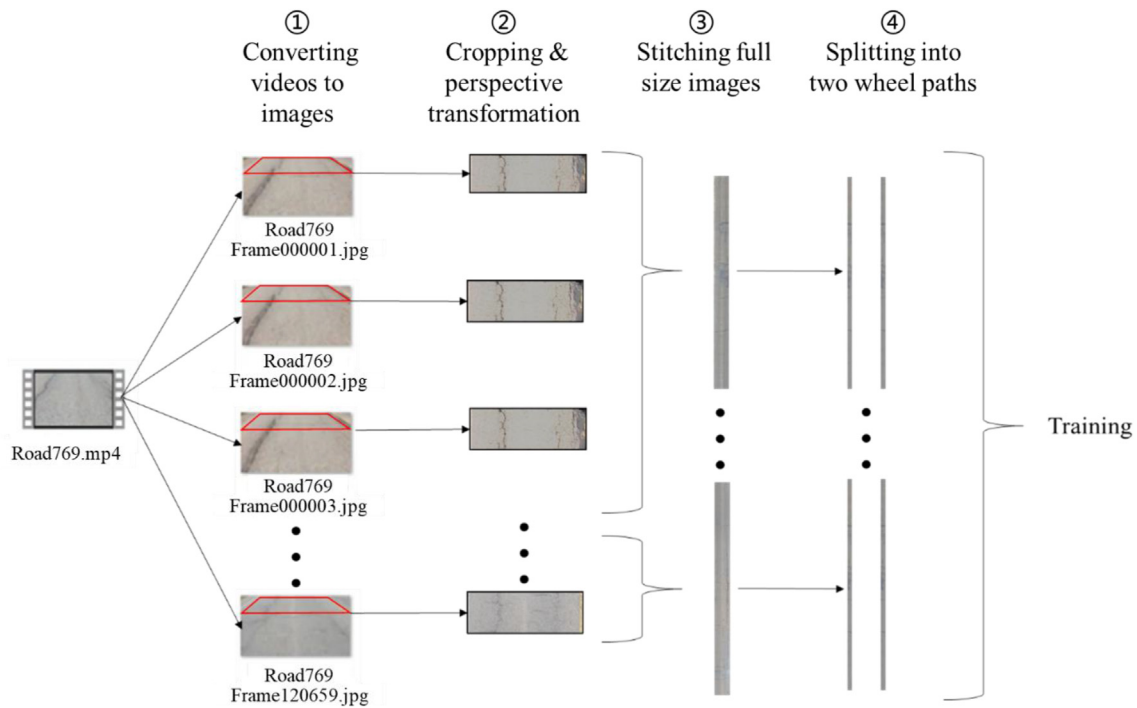 ①
Converting
videos to
images
②
Cropping &
perspective
transformation
③
Stitching full
size images
④
Splitting into
two wheel paths
Road769
Frame000001.jpg
Road769
Frame000002.jpg
Road769.mp4
Road769
Frame000003.jpg
Road769
Frame120659.jpg
Training